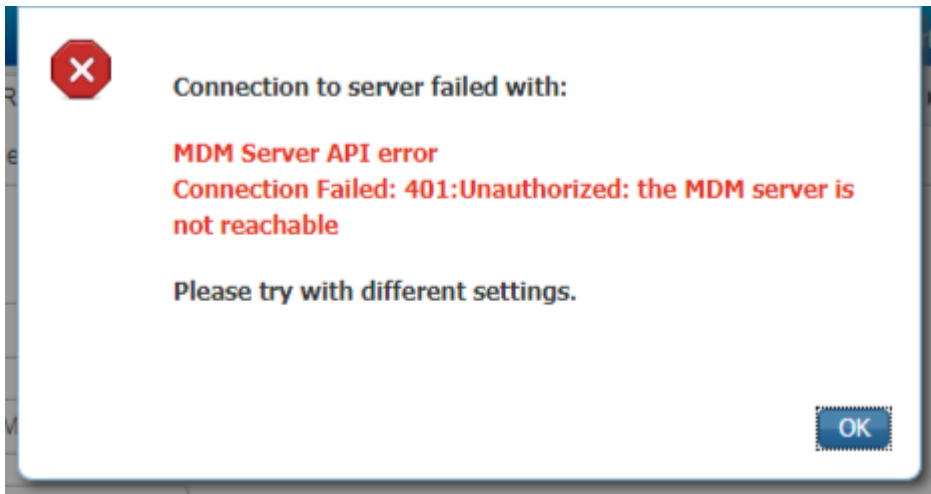 Connection to server failed with:
MDM Server API error
Connection Failed: 401:Unauthorized: the MDM server is
not reachable
Please try with different settings.
OK
R
e
M